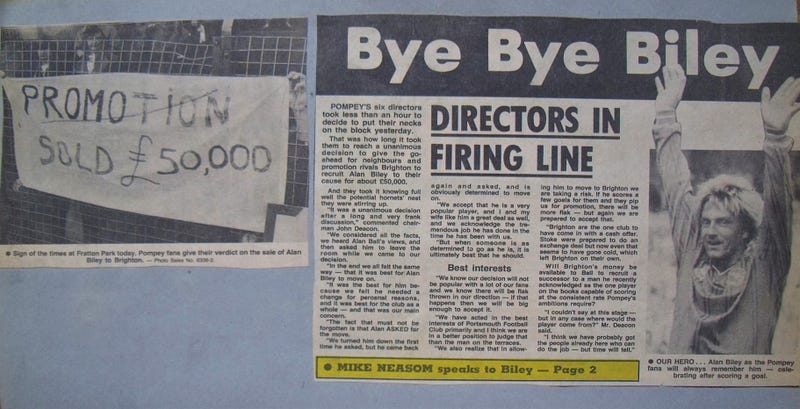 PROMOTION
SOLD £50,000
● Sign of the times at Fratton Park today. Pompey fans give their verdict on the sale of Alan
Biley to Brighton. — Photo Sales No. 6336-3.
Bye Bye Biley
POMPEY'S six directors
took less than an hour to
decide to put their necks
on the block yesterday.
That was how long it took
them to reach a unanimous
decision to give the go-
ahead for neighbours and
promotion rivals Brighton to
recruit Alan Biley to their
cause for about £50,000.
And they took it knowing full
well the potential hornets' nest
they were stirring up.
"It was a unanimous decision
after a long and very frank
discussion," commented chair-
man John Deacon.
"We considered all the facts,
we heard Alan Ball's views, and
then asked him to leave the
room while we came to our
decision.
"In the end we all felt the same
way — that it was best for Alan
Biley to move on.
"It was the best for him be-
cause we felt he needed a
change for personal reasons,
and it was best for the club as a
whole — and that was our main
concern.
"The fact that must not be
forgotten is that Alan ASKED for
the move.
"We turned him down the first
time he asked, but he came back
DIRECTORS IN
FIRING LINE
again and asked, and is
obviously determined to move
on.
"We accept that he is a very
popular player, and I and my
wife like him a great deal as well,
and we acknowledge the tre-
mendous job he has done in the
time he has been with us.
"But when someone is as
determined to go as he is, it is
ultimately best that he should.
Best interests
"We know our decision will not
be popular with a lot of our fans
and we know there will be flak
thrown in our direction — if that
happens then we will be big
enough to accept it.
"We have acted in the best
interests of Portsmouth Football
Club primarily and I think we are
in a better position to judge that
than the man on the terraces.
"We also realise that in allow-
ing him to move to Brighton we
are taking a risk. If he scores a
few goals for them and they pip
us for promotion, there will be
more flak — but again we are
prepared to accept that.
"Brighton are the one club to
have come in with a cash offer.
Stoke were prepared to do an
exchange deal but now even that
seems to have gone cold, which
left Brighton on their own.
Will Brighton's money be
available to Ball to recruit a
successor to a man he recently
acknowledged as the one player
on the books capable of scoring
at the consistent rate Pompey's
ambitions require?
"I couldn't say at this stage —
but in any case where would the
player come from?" Mr. Deacon
said.
"I think we have probably got
the people already here who can
do the job — but time will tell."
● MIKE NEASOM speaks to Biley — Page 2
● OUR HERO . . . Alan Biley as the Pompey
fans will always remember him — cele-
brating after scoring a goal.